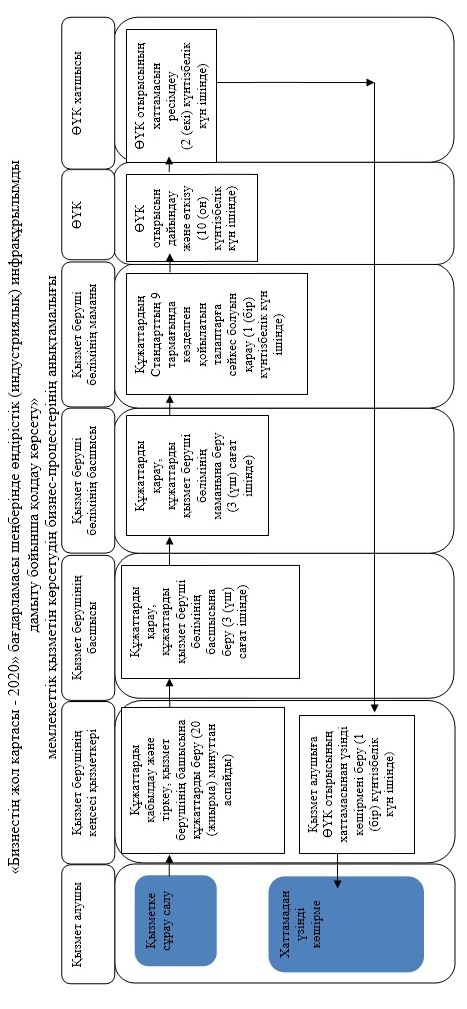 «Бизнестің жол картасы - 2020» бағдарламасы шеңберінде өндірістік (индустриялық) инфрақұрылымды
дамыту бойынша қолдау көрсету»
мемлекеттік қызметін көрсетудің бизнес-процестерінің анықтамалығы
Қызмет алушы
Қызмет берушінің
кеңсесі қызметкері
Қызмет берушінің
басшысы
Қызмет беруші
бөлімінің басшысы
Қызмет беруші
бөлімінің маманы
ӨҮК
ӨҮК хатшысы
Қызметке
сұрау салу
Құжаттарды
қабылдау және
тіркеу, қызмет
берушінің башсысына
құжаттарды беру (20
(жиырма) минуттан
аспайды)
Құжаттарды
қарау,
құжаттарды
қызмет беруші
бөлімінің
басшысына
беру (3 (үш)
сағат ішінде)
Құжаттарды
қарау,
құжаттарды
қызмет беруші
бөлімінің
маманына беру
(3 (үш) сағат
ішінде)
Құжаттардың
Стандарттың 9
тармағында
көзделген
қойылатын
талаптарға
сәйкес болуын
қарау (1 (бір)
күнтізбелік күн
ішінде)
ӨҮК
отырысын
дайындау
және өткізу
(10 (он)
күнтізбелік
күн ішінде)
ӨҮК отырысының
хаттамасын
ресімдеу
(2 (екі) күнтізбелік
күн ішінде)
Қызмет алушыға
ӨҮК отырысының
хаттамасынан үзінді
көшірмені беру (1
(бір) күнтізбелік
күн ішінде)
Хаттамадан
үзінді
көшірме